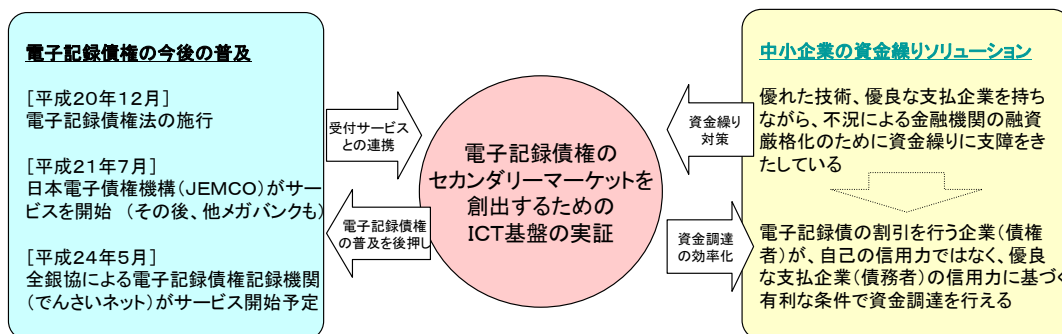 電子記録債権の今後の普及
[平成20年12月]
電子記録債権法の施行
[平成21年7月]
日本電子債権機構(JEMCO)がサー
ビスを開始　(その後、他メガバンクも)
[平成24年5月]
全銀協による電子記録債権記録機関
(でんさいネット)がサービス開始予定
受付サービス
との連携
電子記録債権
の普及を後押し
電子記録債権の
セカンダリーマーケットを
創出するための
ICT基盤の実証
資金繰り
対策
資金調達
の効率化
中小企業の資金繰りソリューション
優れた技術、優良な支払企業を持ち
ながら、不況による金融機関の融資
厳格化のために資金繰りに支障をき
たしている
電子記録債の割引を行う企業(債権
者)が、自己の信用力ではなく、優良
な支払企業(債務者)の信用力に基づく
有利な条件で資金調達を行える